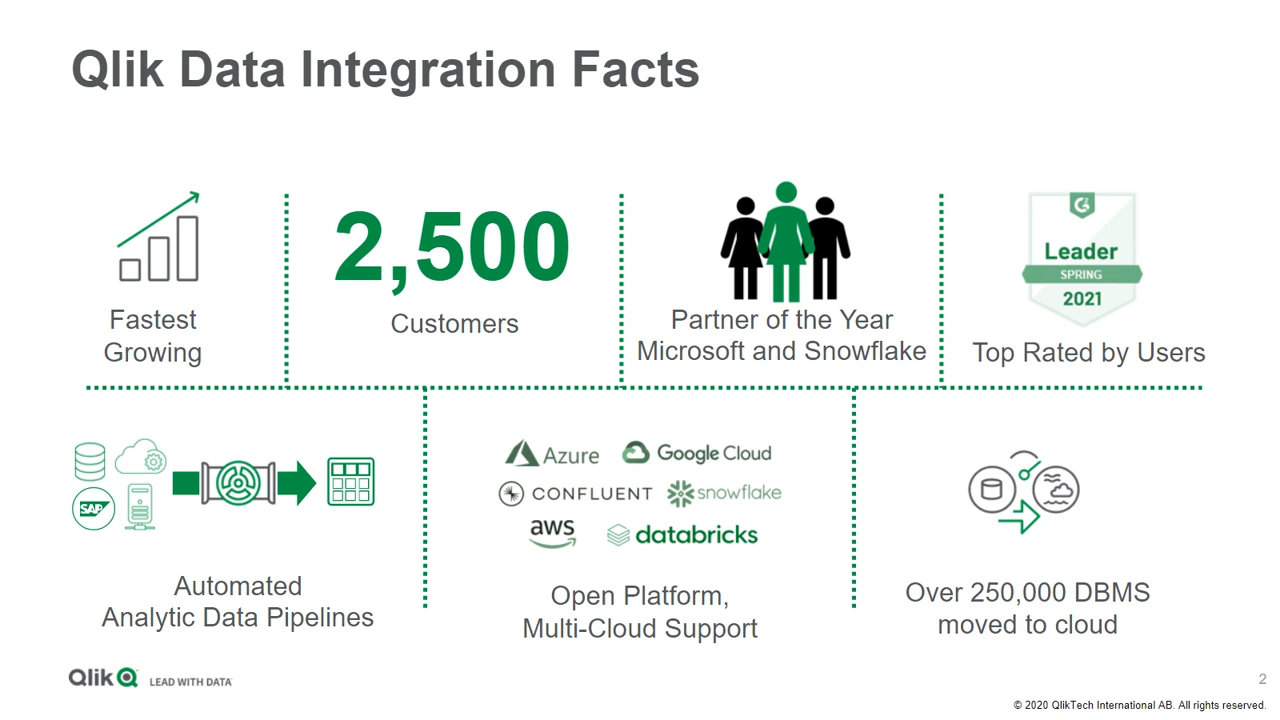 Qlik Data Integration Facts
Fastest
Growing
2,500
Customers
Partner of the Year
Microsoft and Snowflake
G2
Leader
SPRING
2021
Top Rated by Users
SAP
Automated
Analytic Data Pipelines
Azure
Google Cloud
CONFLUENT
snowflake
aws
databricks
Open Platform,
Multi-Cloud Support
Over 250,000 DBMS
moved to cloud
Qlik LEAD WITH DATA
2
© 2020 QlikTech International AB. All rights reserved.